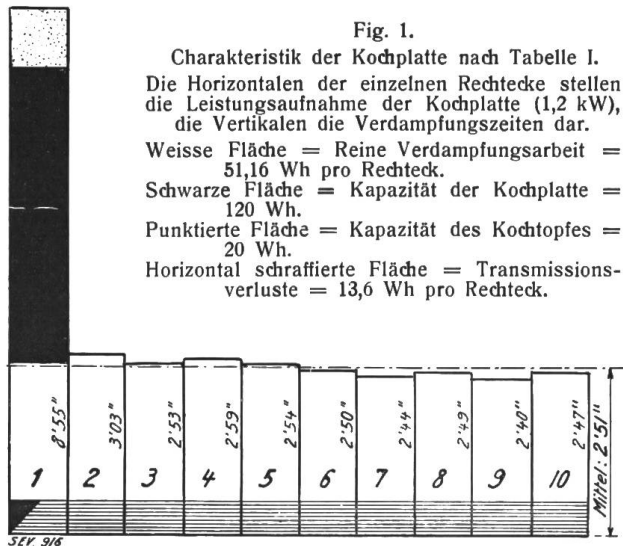 Fig. 1.
Charakteristik der Kochplatte nach Tabelle I.
Die Horizontalen der einzelnen Rechtecke stellen
die Leistungsaufnahme der Kochplatte (1,2 kW),
die Vertikalen die Verdampfungszeiten dar.
Weisse Fläche = Reine Verdampfungsarbeit =
51,16 Wh pro Rechteck.
Schwarze Fläche = Kapazität der Kochplatte =
120 Wh.
Punktierte Fläche = Kapazität des Kochtopfes =
20 Wh.
Horizontal schraffierte Fläche = Transmissions-
verluste = 13,6 Wh pro Rechteck.
8'55" 3'03" 2'53" 2'59" 2'54" 2'50" 2'44" 2'49" 2'40" 2'47" Mittel: 2'51"
1 2 3 4 5 6 7 8 9 10
SEV. 916